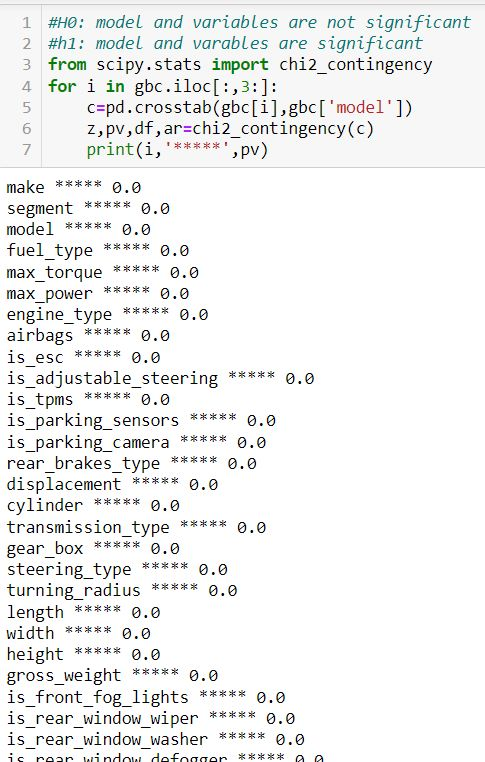 1 #H0: model and variables are not significant
2 #h1: model and varables are significant
3 from scipy.stats import chi2_contingency
4 for i in gbc.iloc[:,3:]:
5     c=pd.crosstab(gbc[i],gbc['model'])
6     z,pv,df,ar=chi2_contingency(c)
7     print(i,'*****',pv)
make ***** 0.0
segment ***** 0.0
model ***** 0.0
fuel_type ***** 0.0
max_torque ***** 0.0
max_power ***** 0.0
engine_type ***** 0.0
airbags ***** 0.0
is_esc ***** 0.0
is_adjustable_steering ***** 0.0
is_tpms ***** 0.0
is_parking_sensors ***** 0.0
is_parking_camera ***** 0.0
rear_brakes_type ***** 0.0
displacement ***** 0.0
cylinder ***** 0.0
transmission_type ***** 0.0
gear_box ***** 0.0
steering_type ***** 0.0
turning_radius ***** 0.0
length ***** 0.0
width ***** 0.0
height ***** 0.0
gross_weight ***** 0.0
is_front_fog_lights ***** 0.0
is_rear_window_wiper ***** 0.0
is_rear_window_washer ***** 0.0
is_rear_window_defogger ***** 0.0